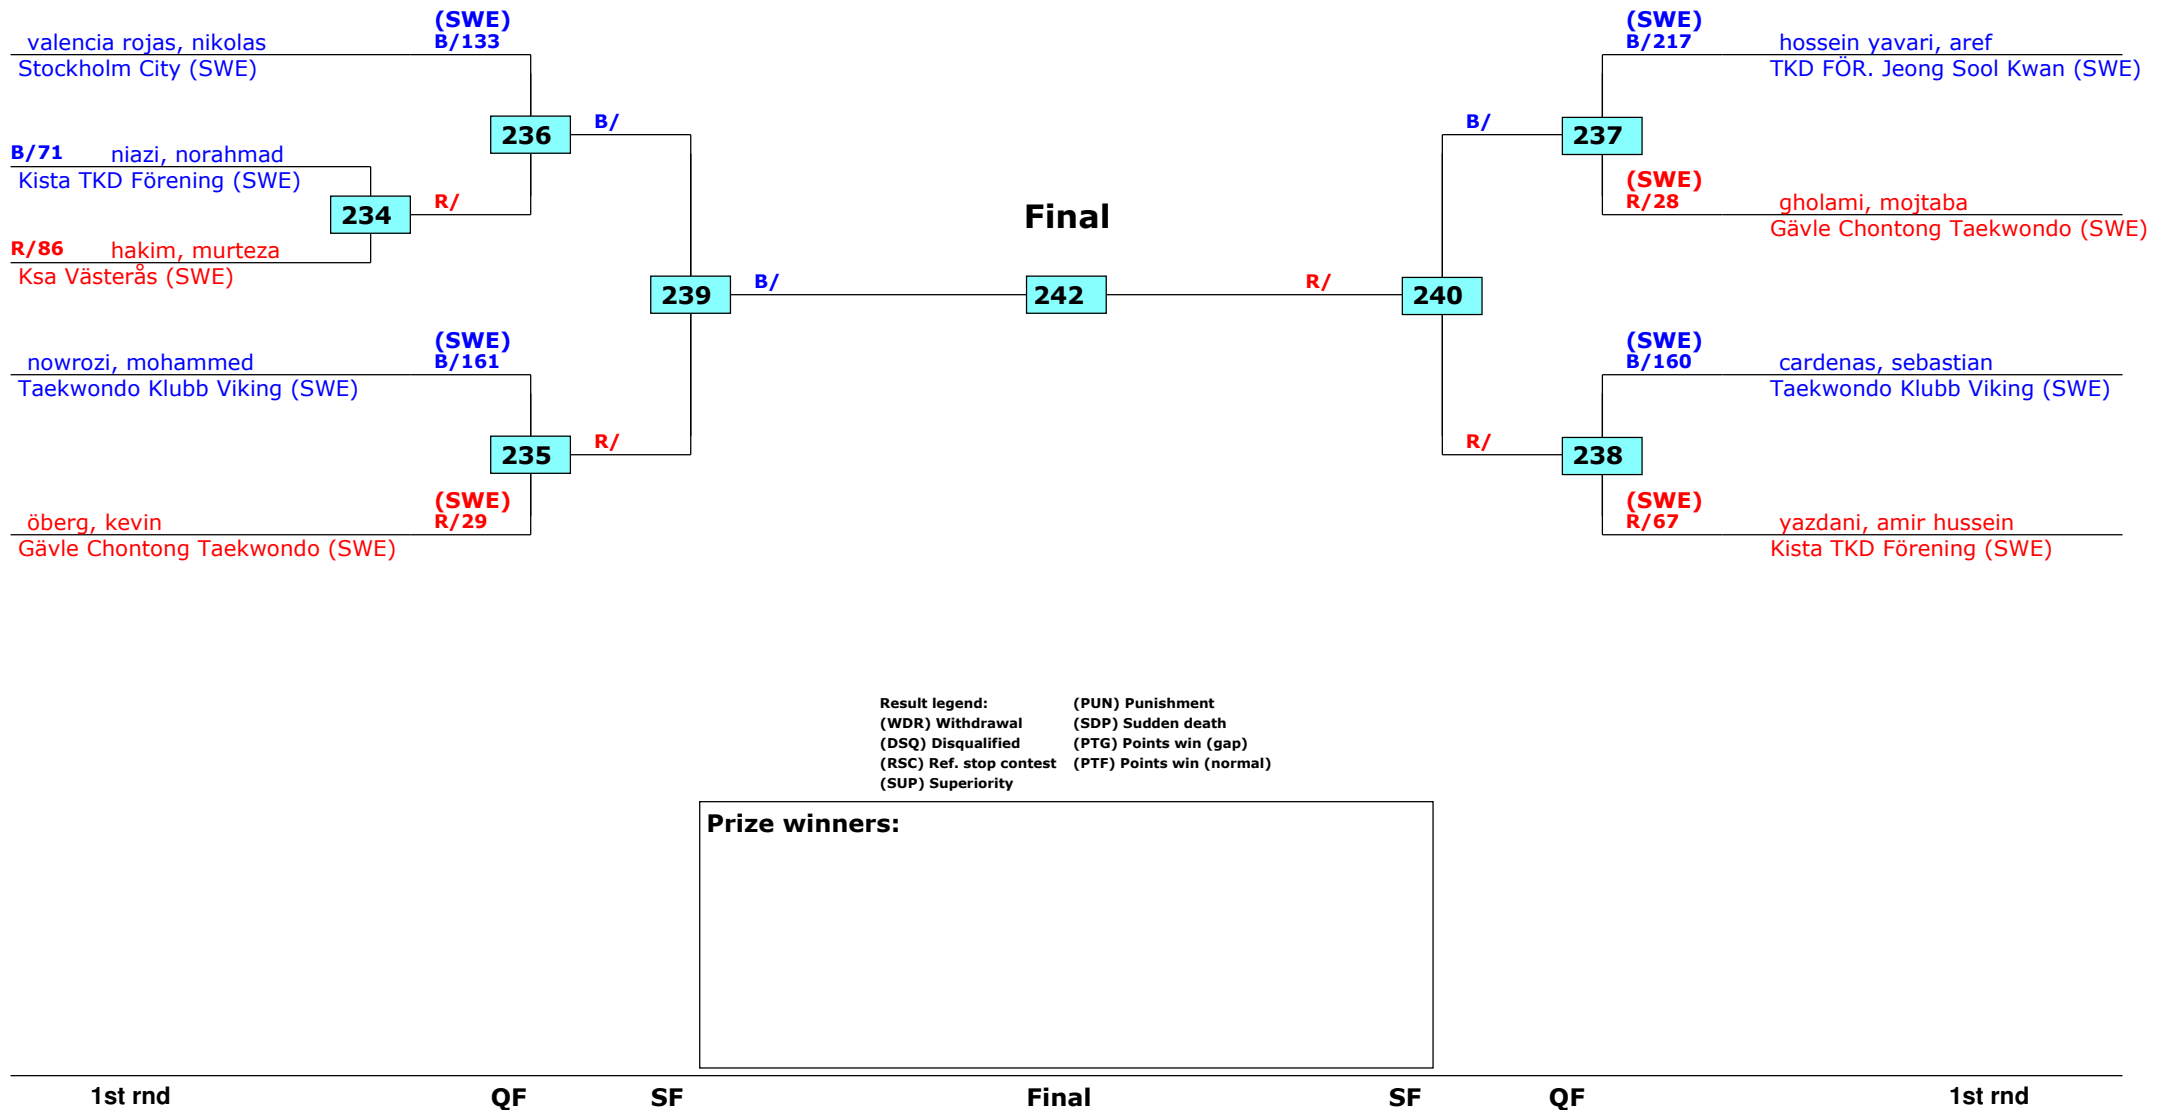 (SWE)
valencia rojas, nikolas B/133
Stockholm City (SWE)
236
B/
B/71 niazi, norahmad
Kista TKD Förening (SWE)
234
R/
R/86 hakim, murteza
Ksa Västerås (SWE)
239
B/
(SWE)
nowrozi, mohammed B/161
Taekwondo Klubb Viking (SWE)
235
R/
(SWE)
öberg, kevin R/29
Gävle Chontong Taekwondo (SWE)
Final
242
(SWE)
B/217 hossein yavari, aref
TKD FÖR. Jeong Sool Kwan (SWE)
B/
237
(SWE)
R/28 gholami, mojtaba
Gävle Chontong Taekwondo (SWE)
R/
240
(SWE)
B/160 cardenas, sebastian
Taekwondo Klubb Viking (SWE)
R/
238
(SWE)
R/67 yazdani, amir hussein
Kista TKD Förening (SWE)
Result legend: (PUN) Punishment
(WDR) Withdrawal (SDP) Sudden death
(DSQ) Disqualified (PTG) Points win (gap)
(RSC) Ref. stop contest (PTF) Points win (normal)
(SUP) Superiority
Prize winners:
1st rnd QF SF Final SF QF 1st rnd